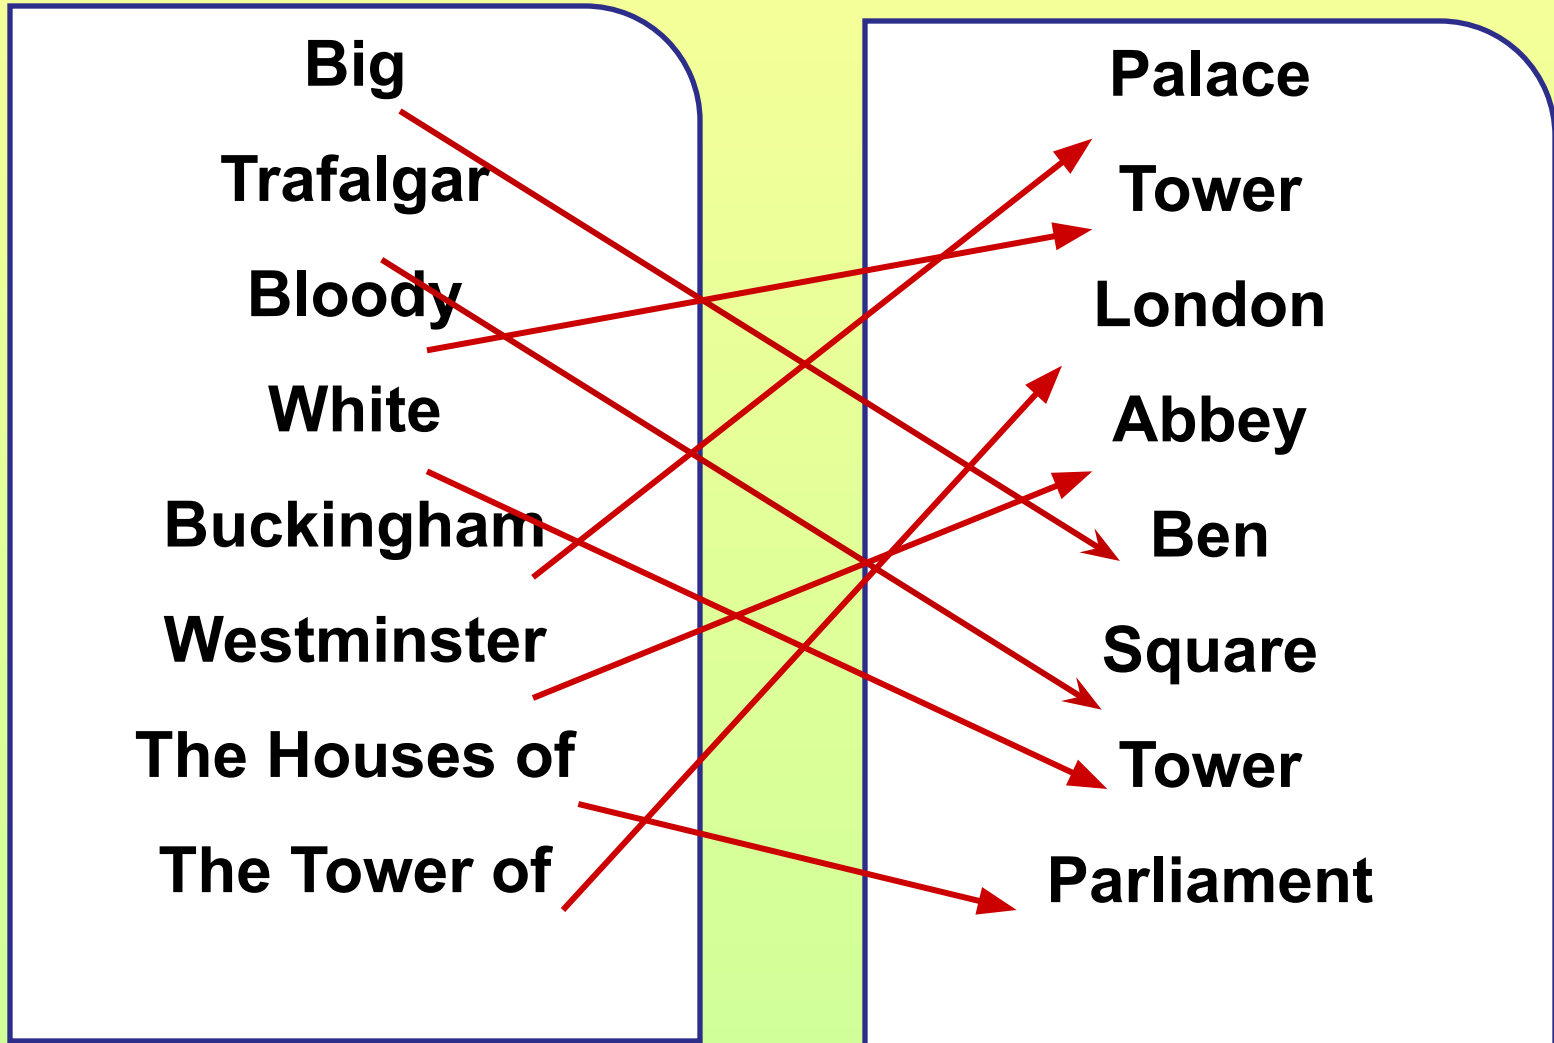 Big
Trafalgar
Bloody
White
Buckingham
Westminster
The Houses of
The Tower of
Palace
Tower
London
Abbey
Ben
Square
Tower
Parliament